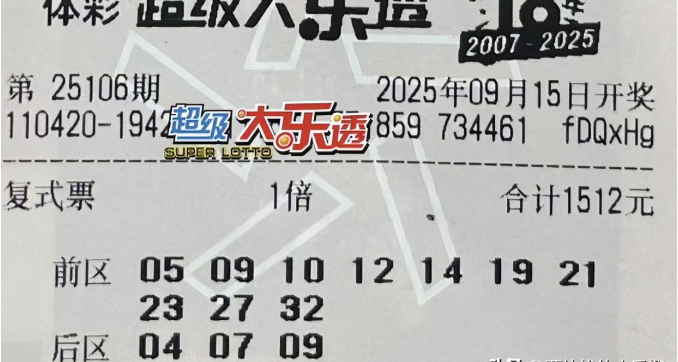 体彩 超级大乐透 18年
2007-2025
第 25106期 2025年09月15日开奖
110420-1942 超级大乐透 859 734461 fDQxHg
SUPER LOTTO
复式票 1倍 合计1512元
前区 05 09 10 12 14 19 21
23 27 32
后区 04 07 09